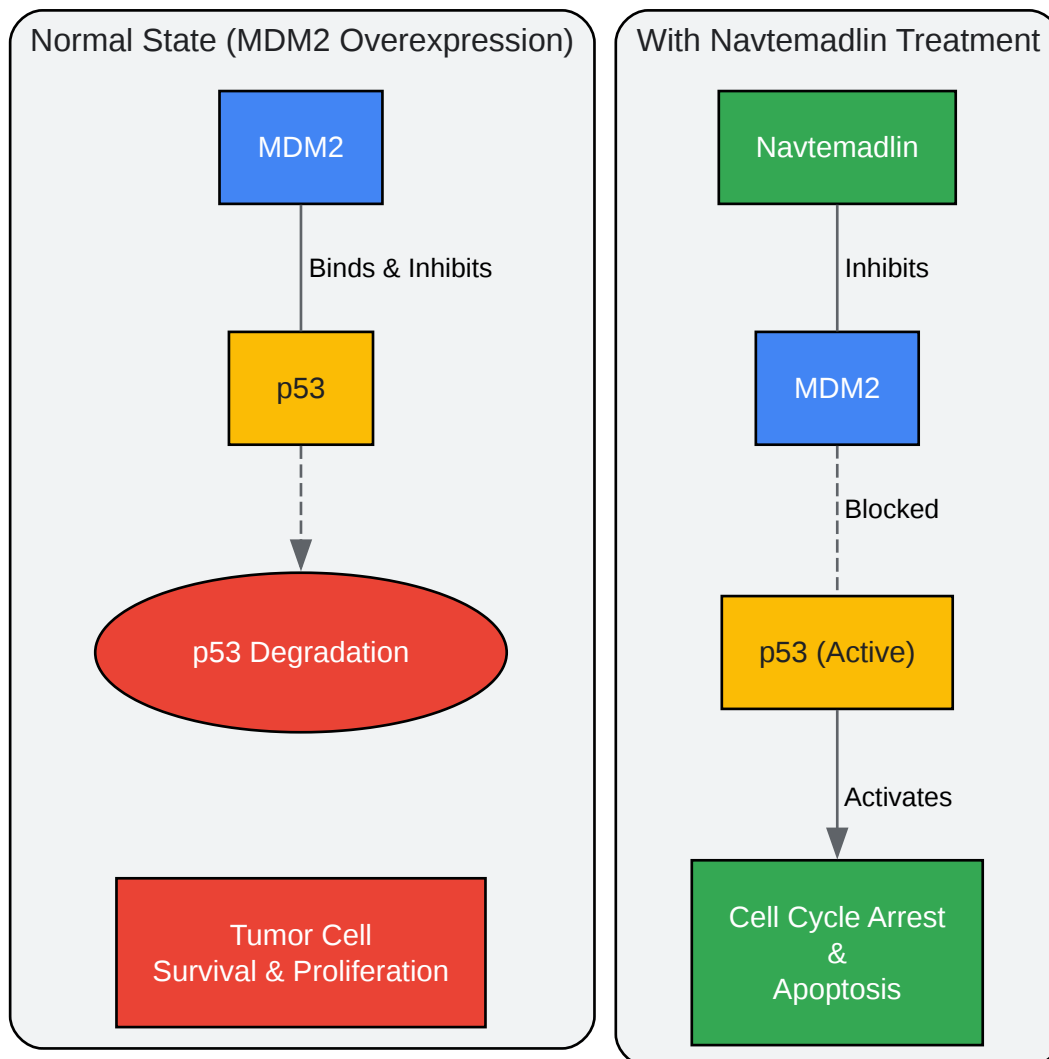 Normal State (MDM2 Overexpression)
MDM2
Binds & Inhibits
p53
p53 Degradation
Tumor Cell
Survival & Proliferation
With Navtemadlin Treatment
Navtemadlin
Inhibits
MDM2
Blocked
p53 (Active)
Activates
Cell Cycle Arrest
&
Apoptosis